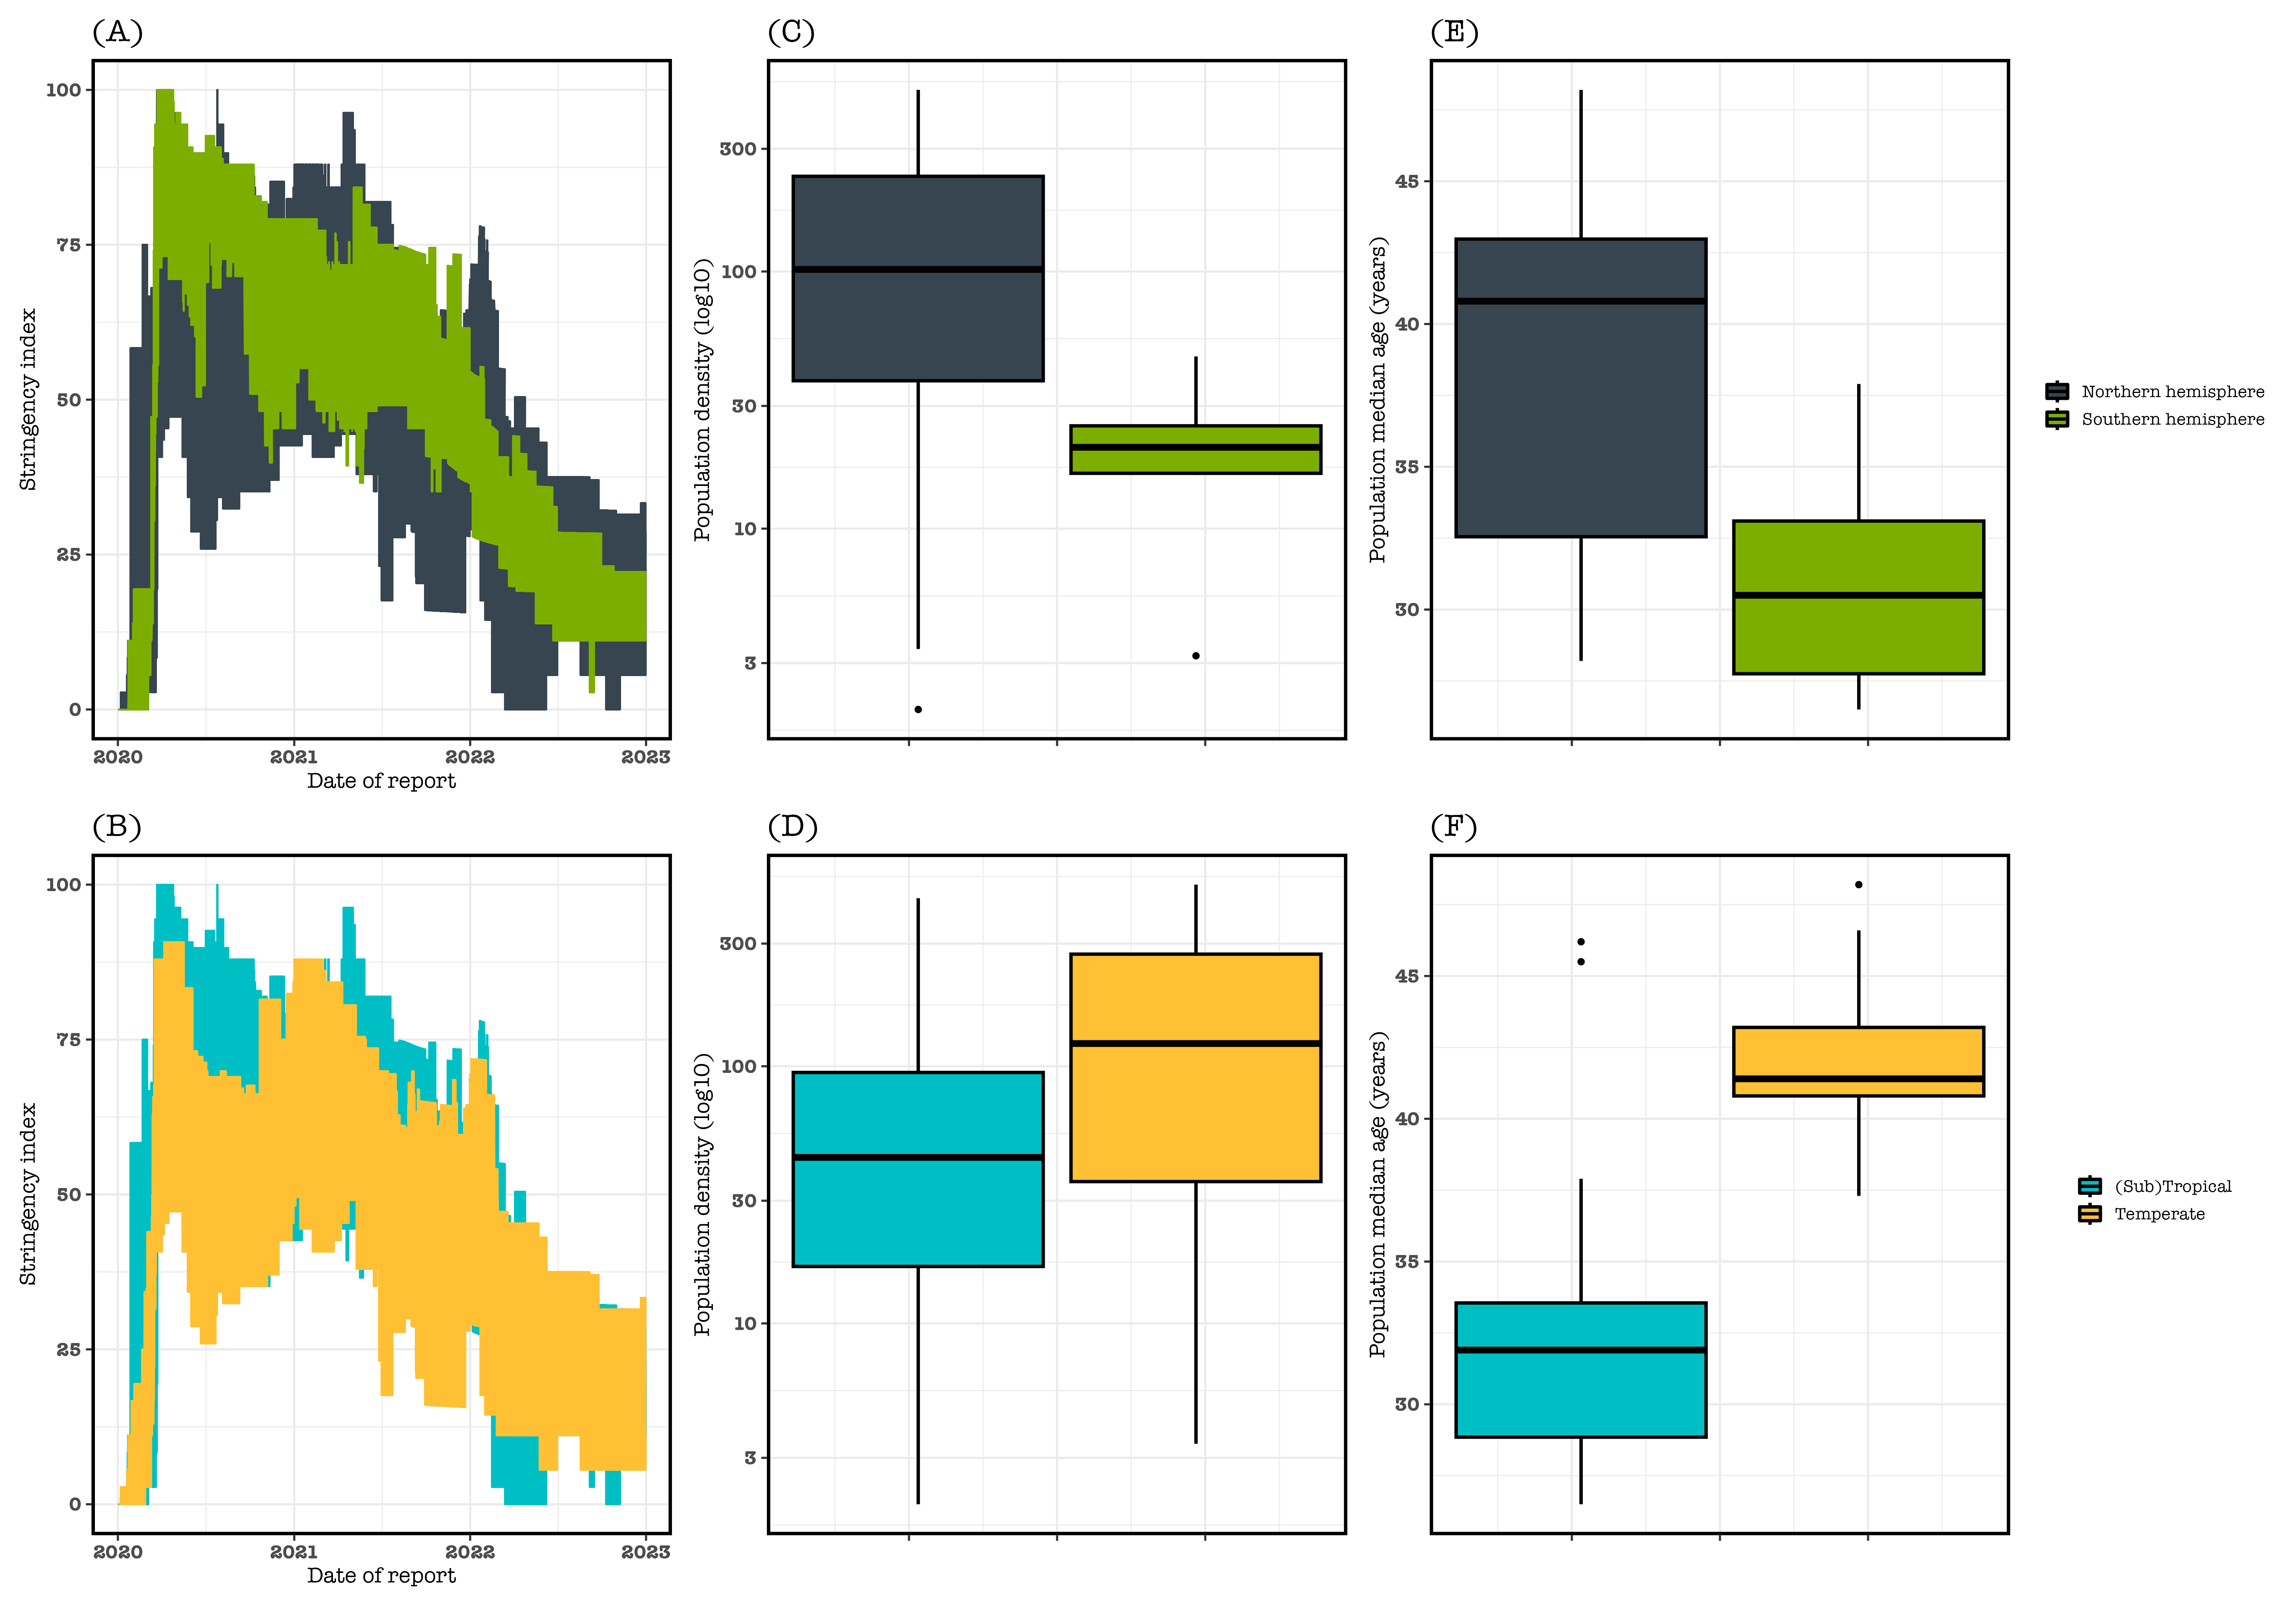 (A)
100
75
50
25
0
Stringency index
2020 2021 2022 2023
Date of report
(C)
300
100
30
10
3
Population density (log10)
(E)
45
40
35
30
Population median age (years)
Northern hemisphere
Southern hemisphere
(B)
100
75
50
25
0
Stringency index
2020 2021 2022 2023
Date of report
(D)
300
100
30
10
3
Population density (log10)
(F)
45
40
35
30
Population median age (years)
(Sub)Tropical
Temperate